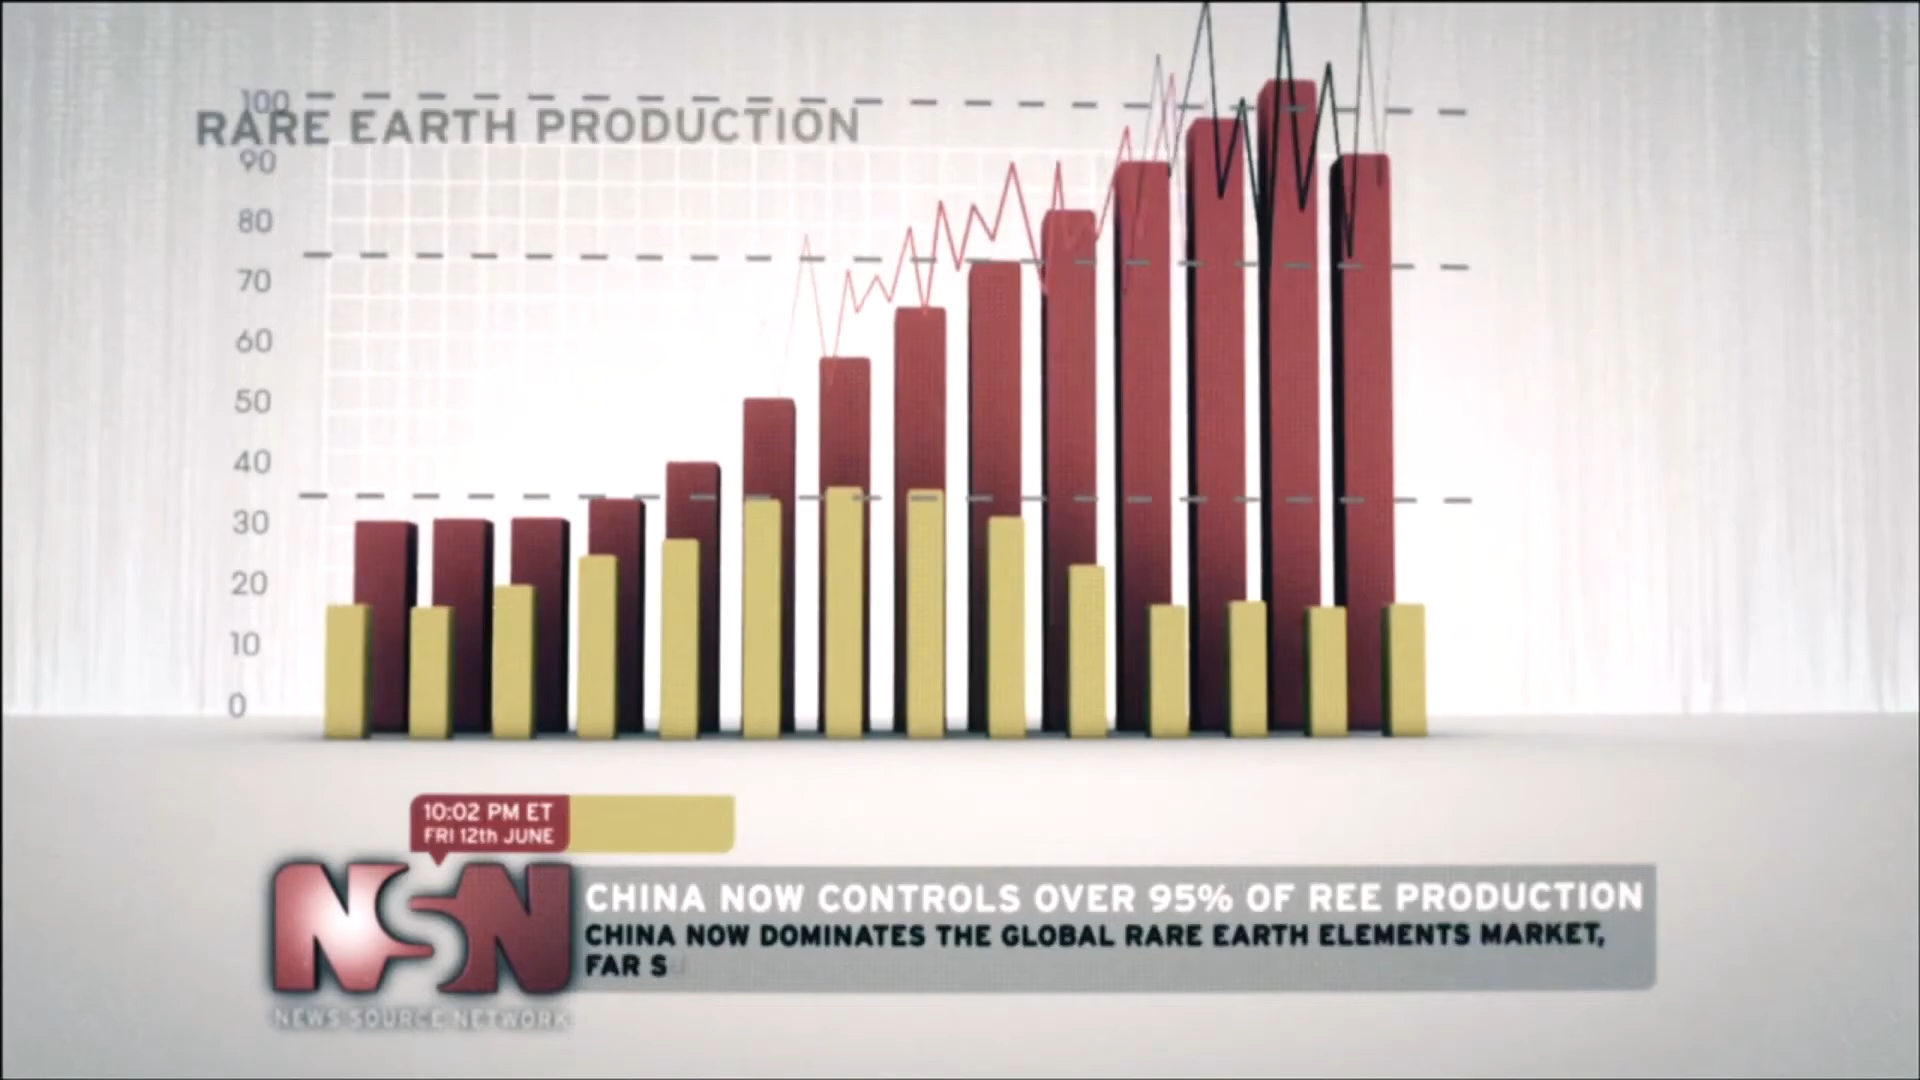 100
RARE EARTH PRODUCTION
90
80
70
60
50
40
30
20
10
0
10:02 PM ET
FRI 12th JUNE
NSN
CHINA NOW CONTROLS OVER 95% OF REE PRODUCTION
CHINA NOW DOMINATES THE GLOBAL RARE EARTH ELEMENTS MARKET,
FAR S
NEWS SOURCE NETWORK